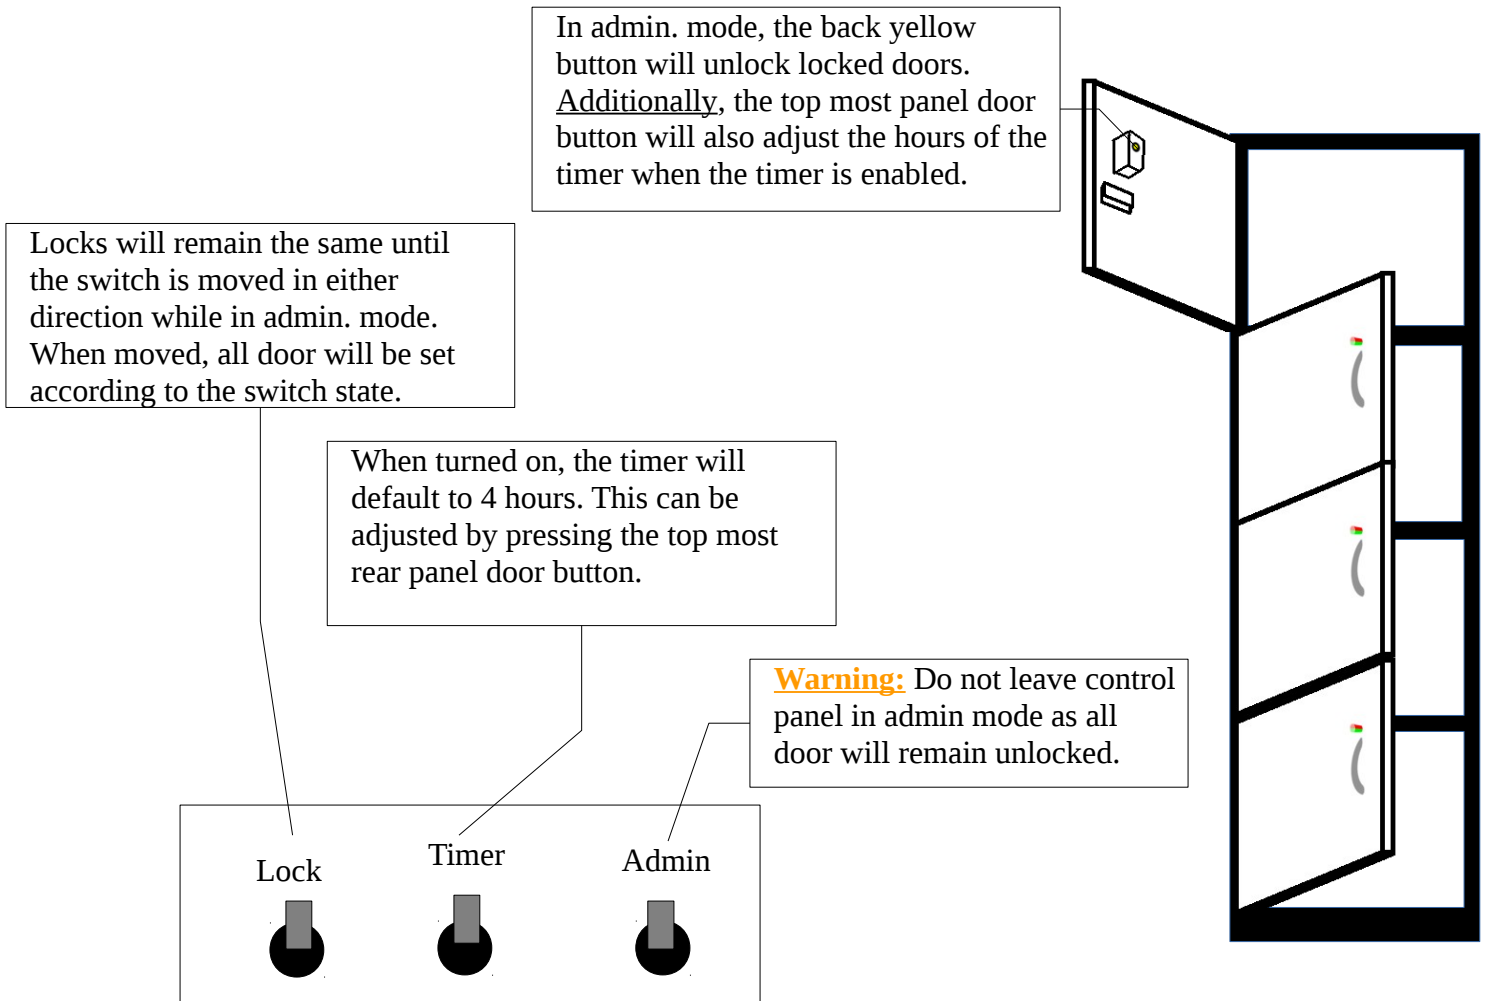 In admin. mode, the back yellow
button will unlock locked doors.
Additionally, the top most panel door
button will also adjust the hours of the
timer when the timer is enabled.
Locks will remain the same until
the switch is moved in either
direction while in admin. mode.
When moved, all door will be set
according to the switch state.
When turned on, the timer will
default to 4 hours. This can be
adjusted by pressing the top most
rear panel door button.
Warning: Do not leave control
panel in admin mode as all
door will remain unlocked.
Lock
Timer
Admin